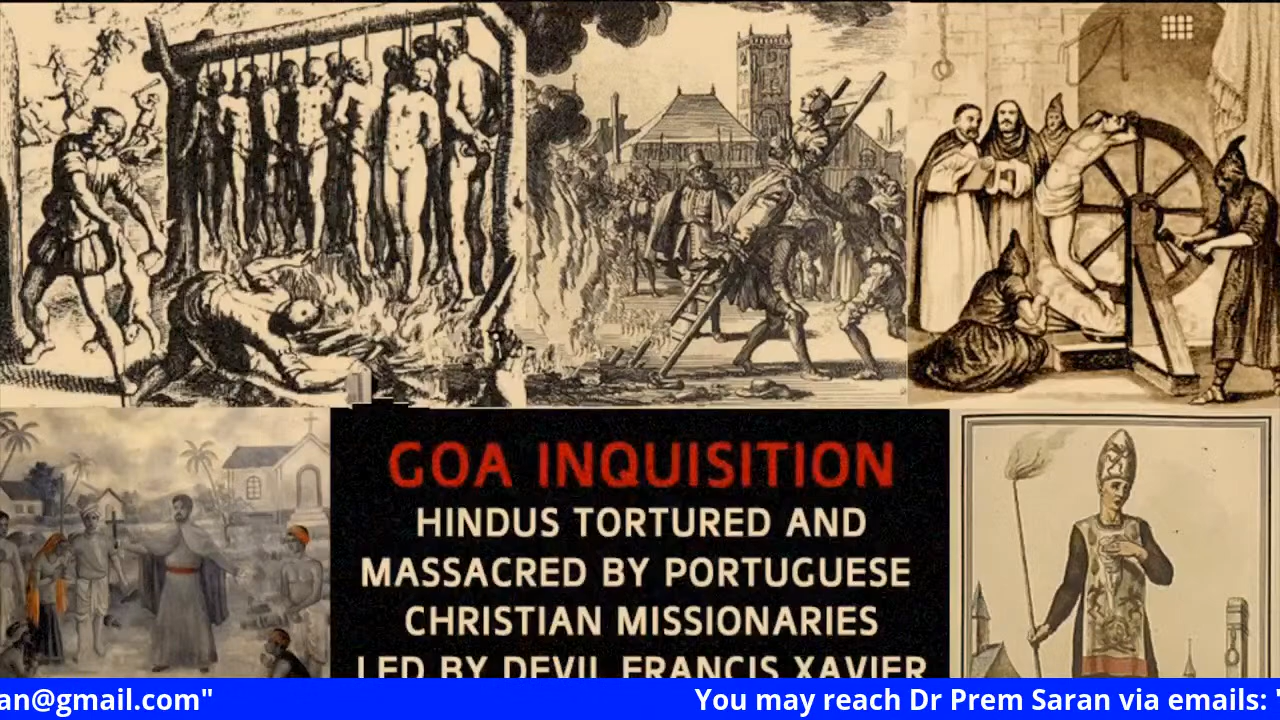 GOA INQUISITION
HINDUS TORTURED AND
MASSACRED BY PORTUGUESE
CHRISTIAN MISSIONARIES
LED BY DEVIL FRANCIS XAVIER
an@gmail.com" You may reach Dr Prem Saran via emails: "